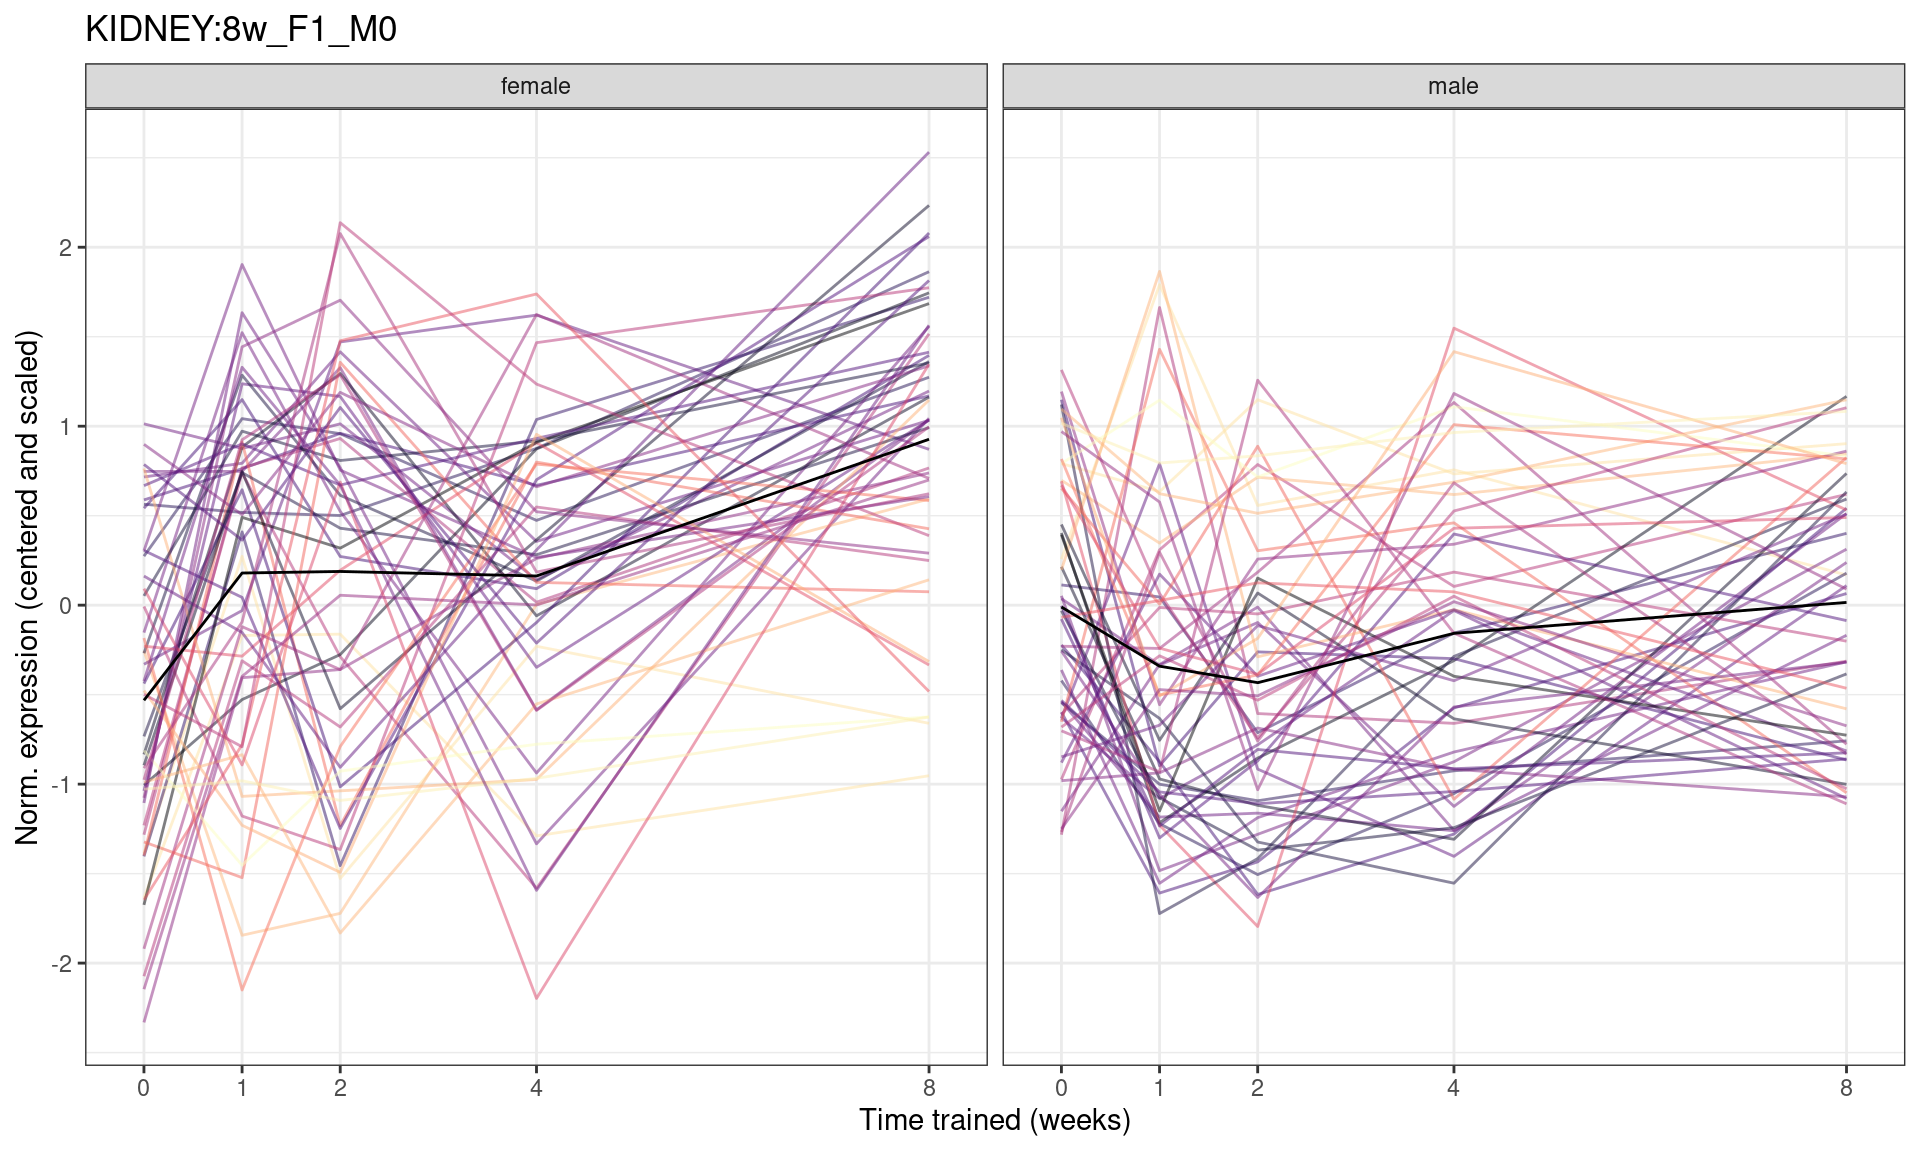 KIDNEY:8w_F1_M0
female
male
Norm. expression (centered and scaled)
2
1
0
-1
-2
0 1 2 4 8
0 1 2 4 8
Time trained (weeks)